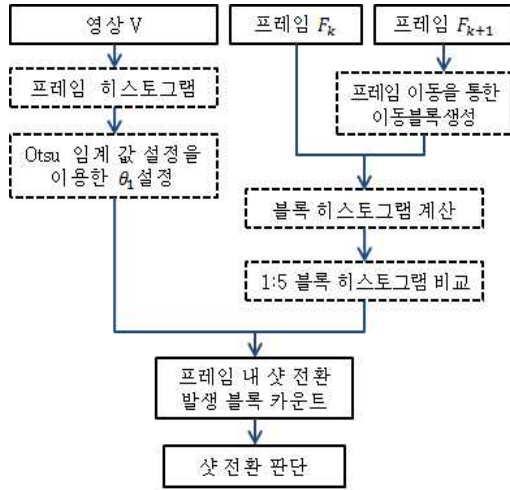 영상 V
프레임 F_k
프레임 F_{k+1}
프레임 히스토그램
프레임 이동을 통한
이동블록생성
Otsu 임계 값 설정을
이용한 θ_1설정
블록 히스토그램 계산
1:5 블록 히스토그램 비교
프레임 내 샷 전환
발생 블록 카운트
샷 전환 판단